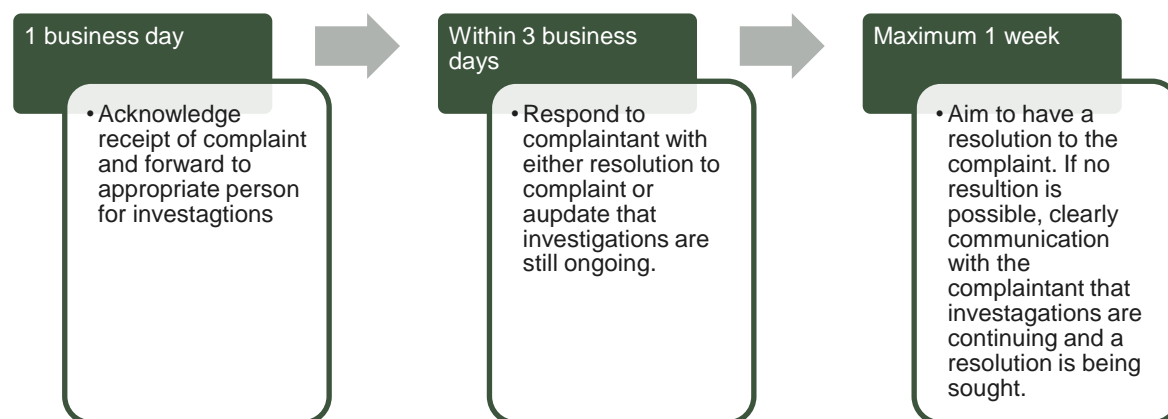 1 business day
• Acknowledge
receipt of complaint
and forward to
appropriate person
for investagtions
Within 3 business
days
• Respond to
complaintant with
either resolution to
complaint or
aupdate that
investigations are
still ongoing.
Maximum 1 week
• Aim to have a
resolution to the
complaint. If no
resultion is
possible, clearly
communication
with the
complaintant that
investagations are
continuing and a
resolution is being
sought.